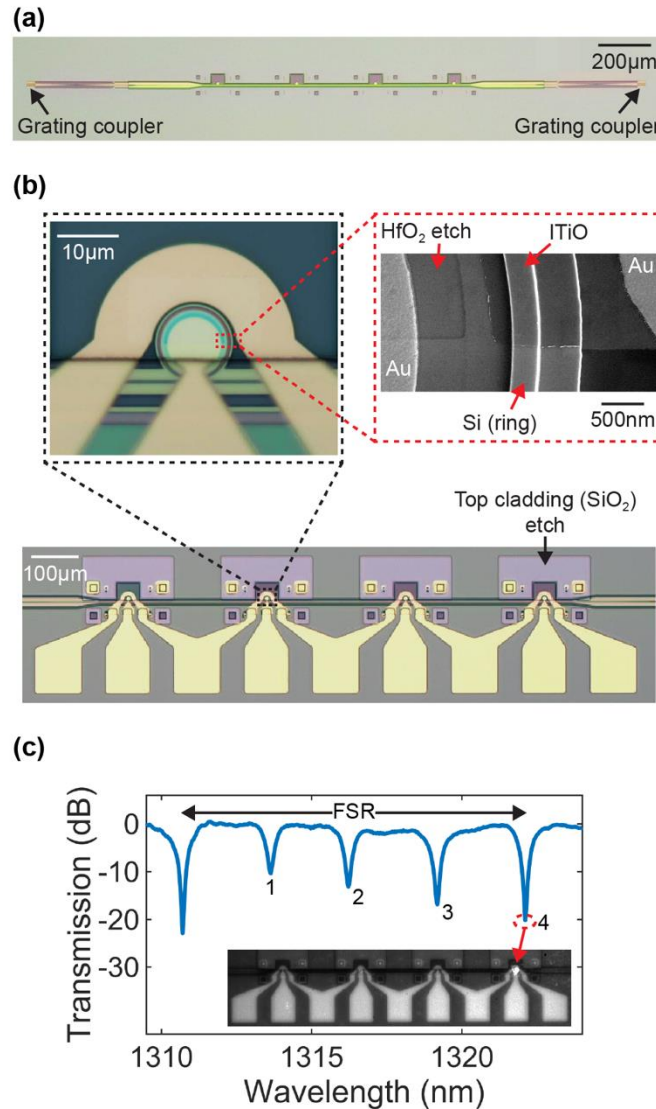 (a)
200μm
Grating coupler
Grating coupler
(b)
10μm
HfO₂ etch
ITiO
Au
Au
Si (ring)
500nm
Top cladding (SiO₂)
etch
100μm
(c)
Transmission (dB)
0
-10
-20
-30
FSR
1
2
3
4
1310
1315
1320
Wavelength (nm)